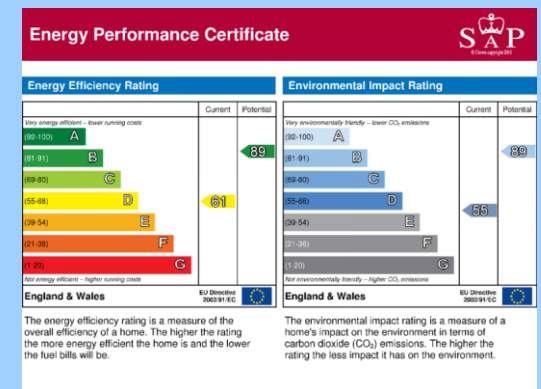 Energy Performance Certificate
SAP
© Crown copyright 2011
Energy Efficiency Rating
Current Potential
Very energy efficient – lower running costs
(92-100) A
(81-91) B
89
(69-80) C
(55-68) D
61
(39-54) E
(21-38) F
(1-20) G
Not energy efficient – higher running costs
England & Wales
EU Directive
2002/91/EC
The energy efficiency rating is a measure of the
overall efficiency of a home. The higher the rating
the more energy efficient the home is and the lower
the fuel bills will be.
Environmental Impact Rating
Current Potential
Very environmentally friendly – lower CO₂ emissions
(92-100) A
(81-91) B
89
(69-80) C
(55-68) D
55
(39-54) E
(21-38) F
(1-20) G
Not environmentally friendly – higher CO₂ emissions
England & Wales
EU Directive
2002/91/EC
The environmental impact rating is a measure of a
home's impact on the environment in terms of
carbon dioxide (CO₂) emissions. The higher the
rating the less impact it has on the environment.